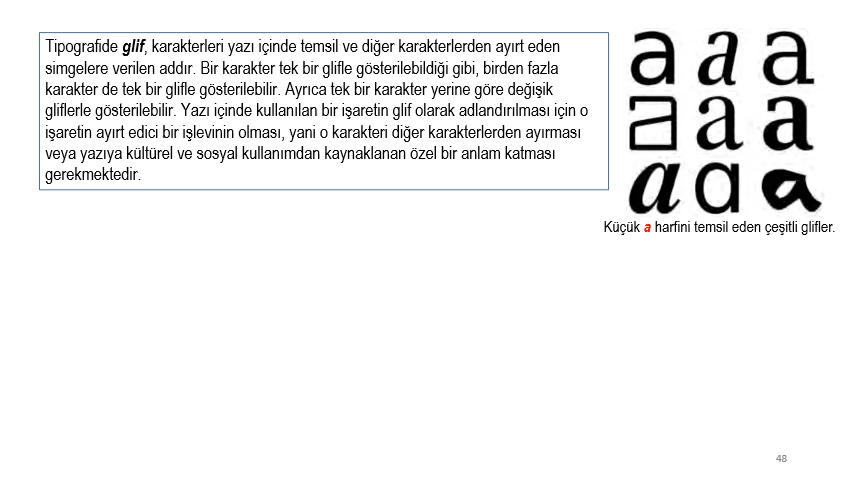 Tipografide glif, karakterleri yazı içinde temsil ve diğer karakterlerden ayırt eden
simgelere verilen addır. Bir karakter tek bir glifle gösterilebildiği gibi, birden fazla
karakter de tek bir glifle gösterilebilir. Ayrıca tek bir karakter yerine göre değişik
gliflerle gösterilebilir. Yazı içinde kullanılan bir işaretin glif olarak adlandırılması için o
işaretin ayırt edici bir işlevinin olması, yani o karakteri diğer karakterlerden ayırması
veya yazıya kültürel ve sosyal kullanımdan kaynaklanan özel bir anlam katması
gerekmektedir.
a a a
a a a
a a a
Küçük a harfini temsil eden çeşitli glifler.
48